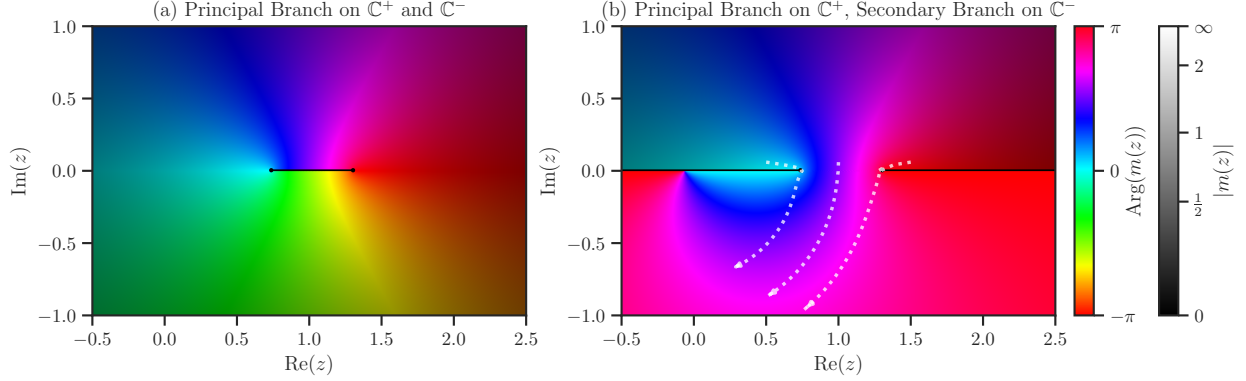 (a) Principal Branch on ℂ⁺ and ℂ⁻
1.0
0.5
0.0
−0.5
−1.0
Im(z)
−0.5 0.0 0.5 1.0 1.5 2.0 2.5
Re(z)
(b) Principal Branch on ℂ⁺, Secondary Branch on ℂ⁻
1.0
0.5
0.0
−0.5
−1.0
Im(z)
−0.5 0.0 0.5 1.0 1.5 2.0 2.5
Re(z)
π
0
−π
Arg(m(z))
∞
2
1
1/2
0
|m(z)|